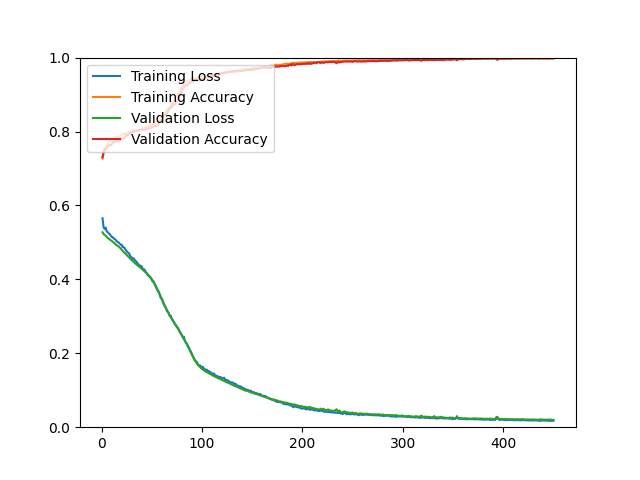 1.0
0.8
0.6
0.4
0.2
0.0
Training Loss
Training Accuracy
Validation Loss
Validation Accuracy
0 100 200 300 400